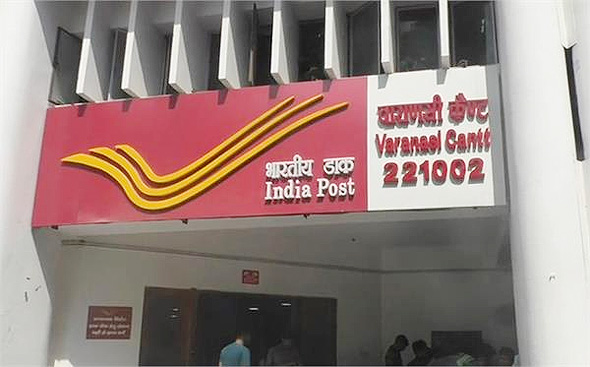 भारतीय डाक
India Post
वाराणसी कैण्ट
Varanasi Cantt
221002